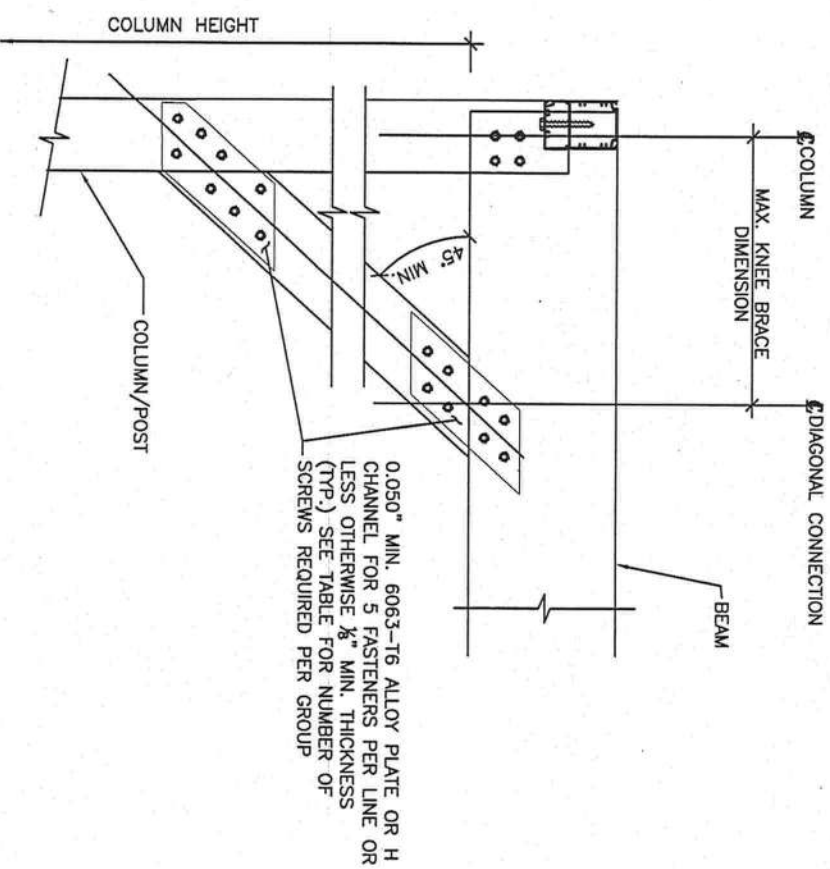 COLUMN HEIGHT
℄COLUMN
MAX. KNEE BRACE
DIMENSION
℄DIAGONAL CONNECTION
45° MIN.
BEAM
COLUMN/POST
0.050" MIN. 6063-T6 ALLOY PLATE OR H
CHANNEL FOR 5 FASTENERS PER LINE OR
LESS OTHERWISE ⅛" MIN. THICKNESS
(TYP.) SEE TABLE FOR NUMBER OF
SCREWS REQUIRED PER GROUP